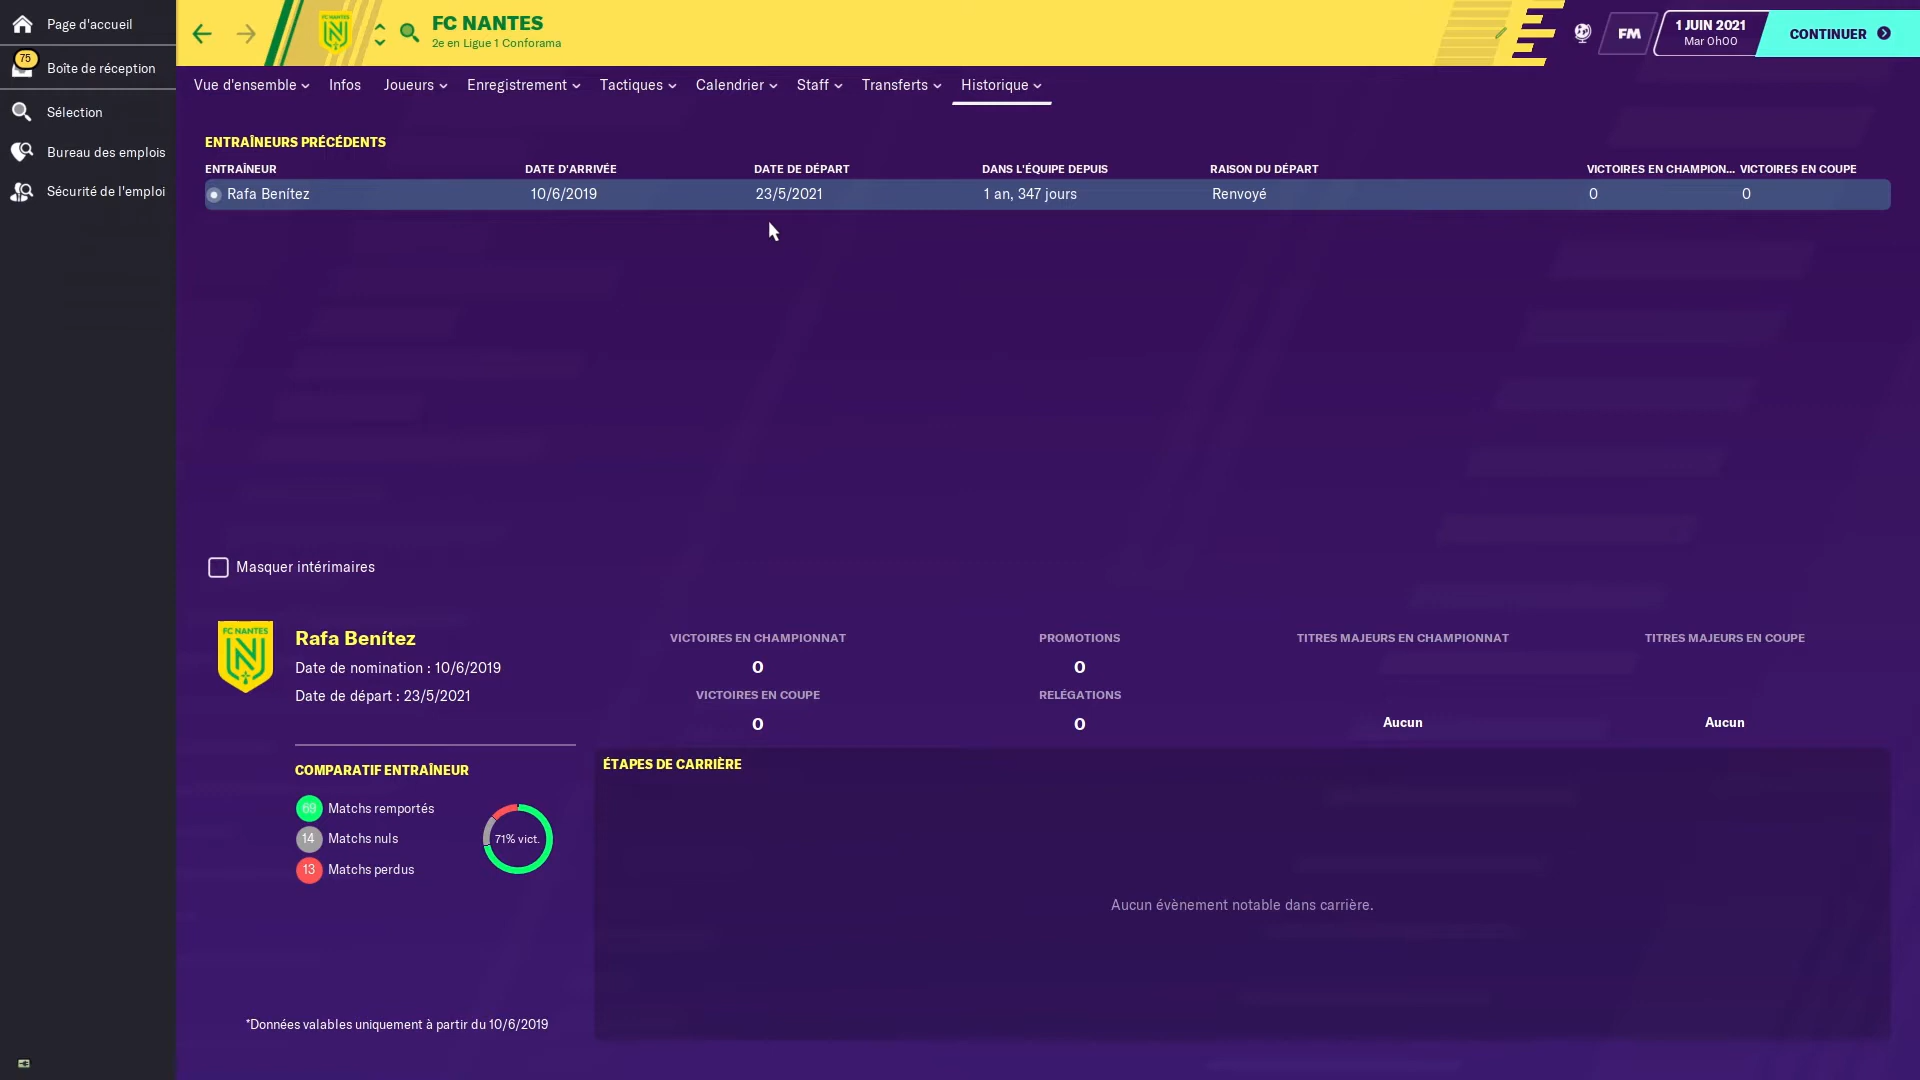 Page d'accueil
75
Boîte de réception
Sélection
Bureau des emplois
Sécurité de l'emploi
FC NANTES
FC NANTES
2e en Ligue 1 Conforama
FM
1 JUIN 2021
Mar 0h00
CONTINUER
Vue d'ensemble Infos Joueurs Enregistrement Tactiques Calendrier Staff Transferts Historique
ENTRAÎNEURS PRÉCÉDENTS
ENTRAÎNEUR DATE D'ARRIVÉE DATE DE DÉPART DANS L'ÉQUIPE DEPUIS RAISON DU DÉPART VICTOIRES EN CHAMPION... VICTOIRES EN COUPE
Rafa Benítez 10/6/2019 23/5/2021 1 an, 347 jours Renvoyé 0 0
Masquer intérimaires
FC NANTES
N
Rafa Benítez
Date de nomination : 10/6/2019
Date de départ : 23/5/2021
VICTOIRES EN CHAMPIONNAT PROMOTIONS TITRES MAJEURS EN CHAMPIONNAT TITRES MAJEURS EN COUPE
0 0
VICTOIRES EN COUPE RELÉGATIONS
0 0 Aucun Aucun
COMPARATIF ENTRAÎNEUR
69 Matchs remportés
14 Matchs nuls
13 Matchs perdus
71% vict.
ÉTAPES DE CARRIÈRE
Aucun évènement notable dans carrière.
*Données valables uniquement à partir du 10/6/2019